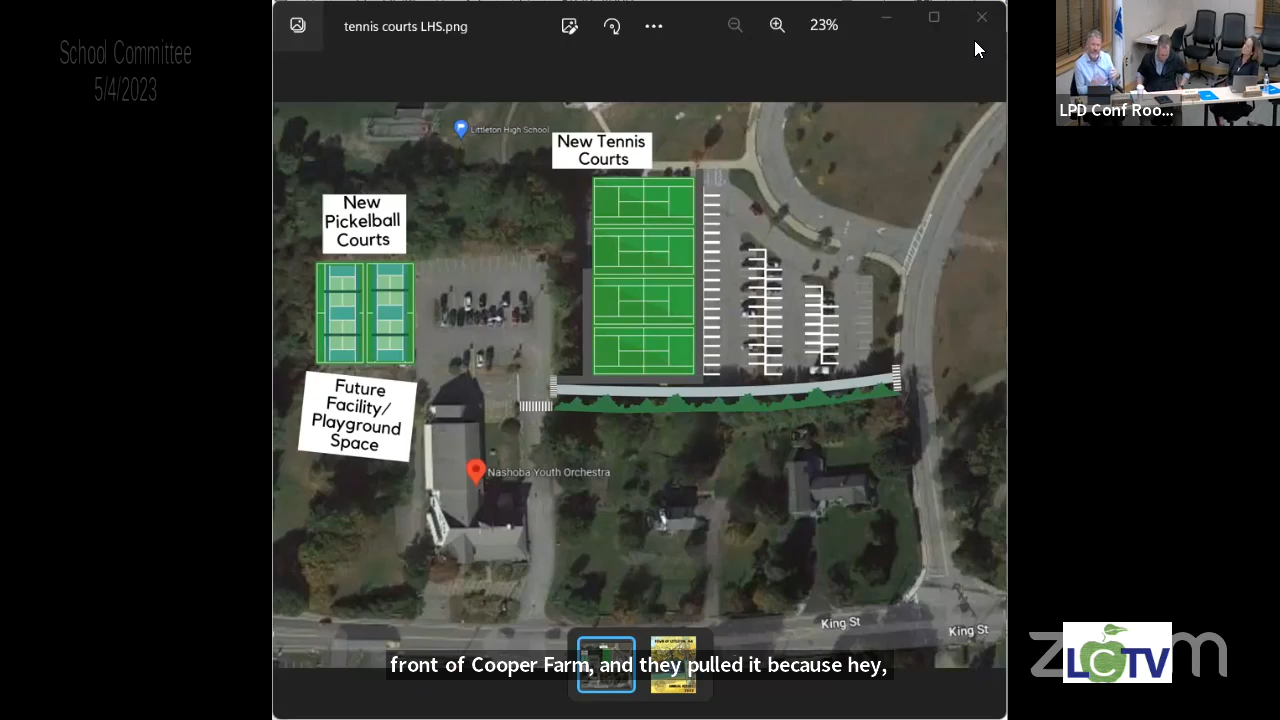 School Committee
5/4/2023
tennis courts LHS.png
23%
LPD Conf Roo...
Littleton High School
New Tennis
Courts
New
Pickelball
Courts
Future
Facility/
Playground
Space
Nashoba Youth Orchestra
King St
King St
front of Cooper Farm, and they pulled it because hey,
zoom
LCTV